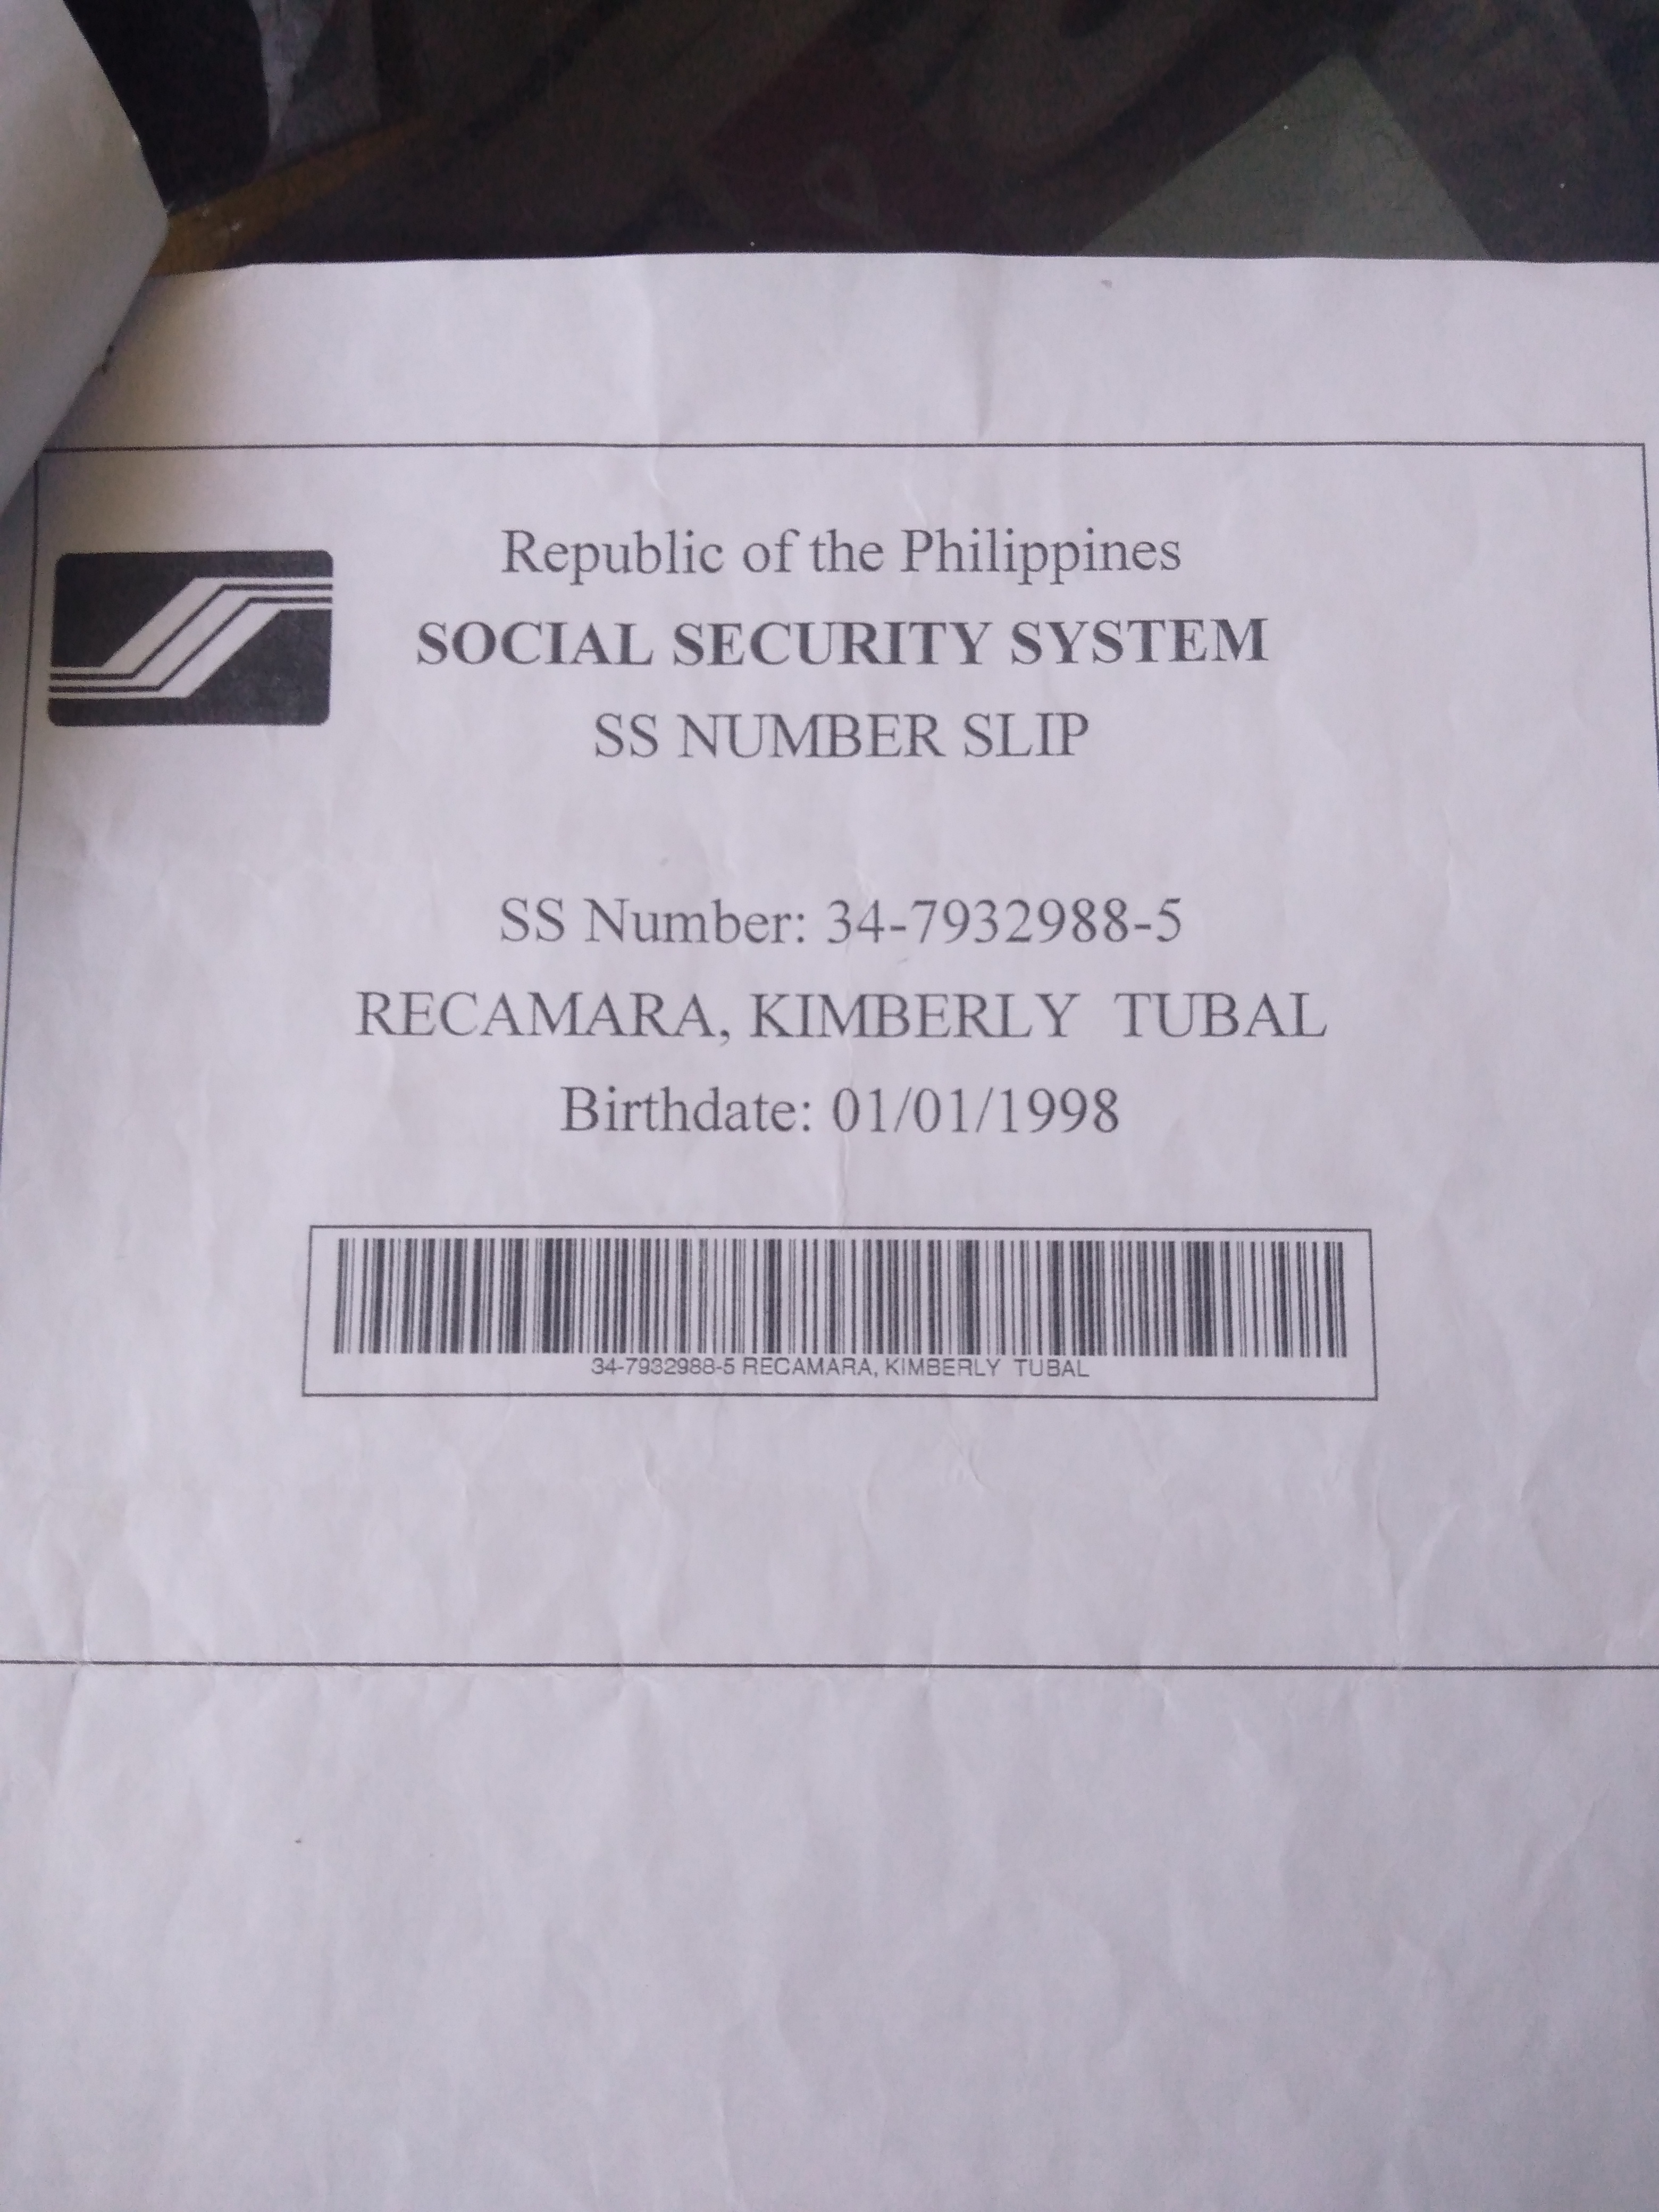 Republic of the Philippines
SOCIAL SECURITY SYSTEM
SS NUMBER SLIP
SS Number: 34-7932988-5
RECAMARA, KIMBERLY  TUBAL
Birthdate: 01/01/1998
34-7932988-5 RECAMARA, KIMBERLY  TUBAL